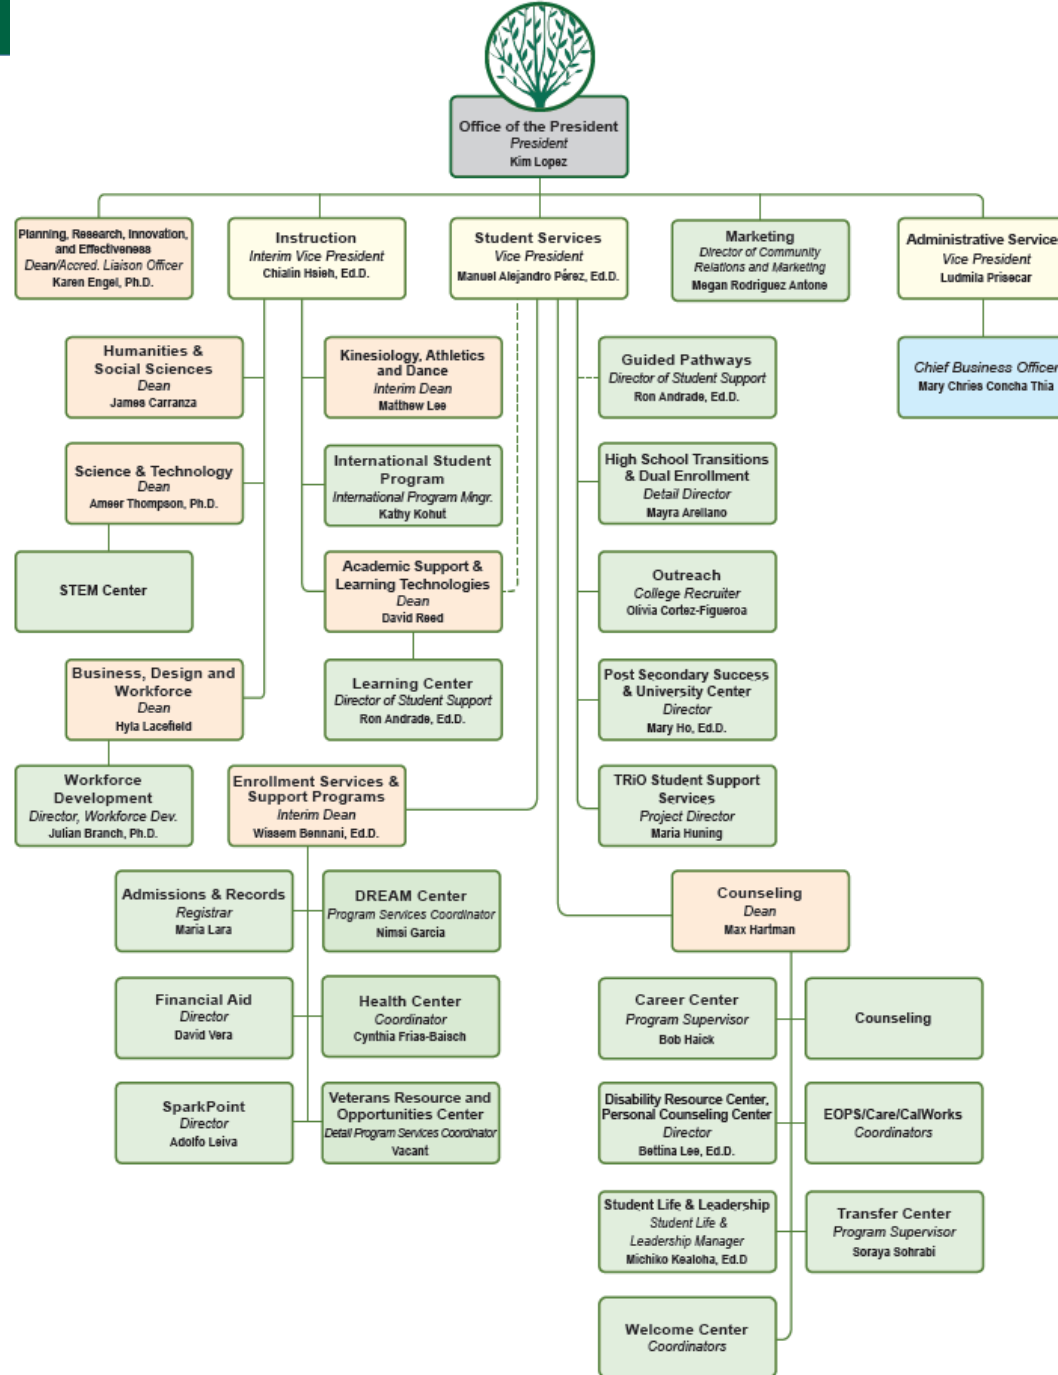 Office of the President
President
Kim Lopez
Planning, Research, Innovation,
and Effectiveness
Dean/Accred. Liaison Officer
Karen Engel, Ph.D.
Instruction
Interim Vice President
Chialin Hsieh, Ed.D.
Student Services
Vice President
Manuel Alejandro Pérez, Ed.D.
Marketing
Director of Community
Relations and Marketing
Megan Rodriguez Antone
Administrative Services
Vice President
Ludmila Prisecar
Humanities &
Social Sciences
Dean
James Carranza
Kinesiology, Athletics
and Dance
Interim Dean
Matthew Lee
Guided Pathways
Director of Student Support
Ron Andrade, Ed.D.
Chief Business Officer
Mary Chries Concha Thia
Science & Technology
Dean
Ameer Thompson, Ph.D.
International Student
Program
International Program Mngr.
Kathy Kohut
High School Transitions
& Dual Enrollment
Detail Director
Mayra Arellano
STEM Center
Academic Support &
Learning Technologies
Dean
David Reed
Outreach
College Recruiter
Olivia Cortez-Figueroa
Business, Design and
Workforce
Dean
Hyla Lacefield
Learning Center
Director of Student Support
Ron Andrade, Ed.D.
Post Secondary Success
& University Center
Director
Mary Ho, Ed.D.
Workforce
Development
Director, Workforce Dev.
Julian Branch, Ph.D.
Enrollment Services &
Support Programs
Interim Dean
Wissem Bennani, Ed.D.
TRiO Student Support
Services
Project Director
Maria Huning
Admissions & Records
Registrar
Maria Lara
DREAM Center
Program Services Coordinator
Nimsi Garcia
Counseling
Dean
Max Hartman
Financial Aid
Director
David Vera
Health Center
Coordinator
Cynthia Frias-Baisch
Career Center
Program Supervisor
Bob Haick
Counseling
SparkPoint
Director
Adolfo Leiva
Veterans Resource and
Opportunities Center
Detail Program Services Coordinator
Vacant
Disability Resource Center,
Personal Counseling Center
Director
Bettina Lee, Ed.D.
EOPS/Care/CalWorks
Coordinators
Student Life & Leadership
Student Life &
Leadership Manager
Michiko Kealoha, Ed.D
Transfer Center
Program Supervisor
Soraya Sohrabi
Welcome Center
Coordinators